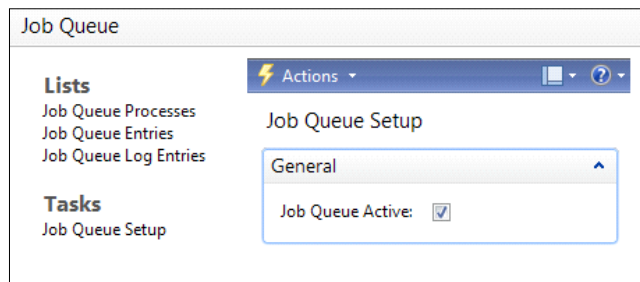 Job Queue
Lists
Job Queue Processes
Job Queue Entries
Job Queue Log Entries
Tasks
Job Queue Setup
Actions
Job Queue Setup
General
Job Queue Active: